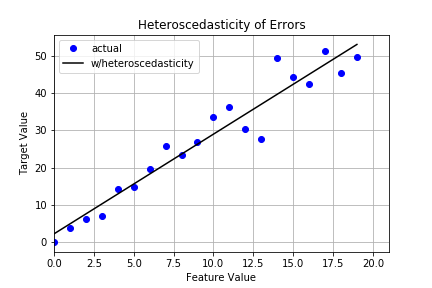 Heteroscedasticity of Errors
actual
w/heteroscedasticity
Target Value
50
40
30
20
10
0
0.0 2.5 5.0 7.5 10.0 12.5 15.0 17.5 20.0
Feature Value